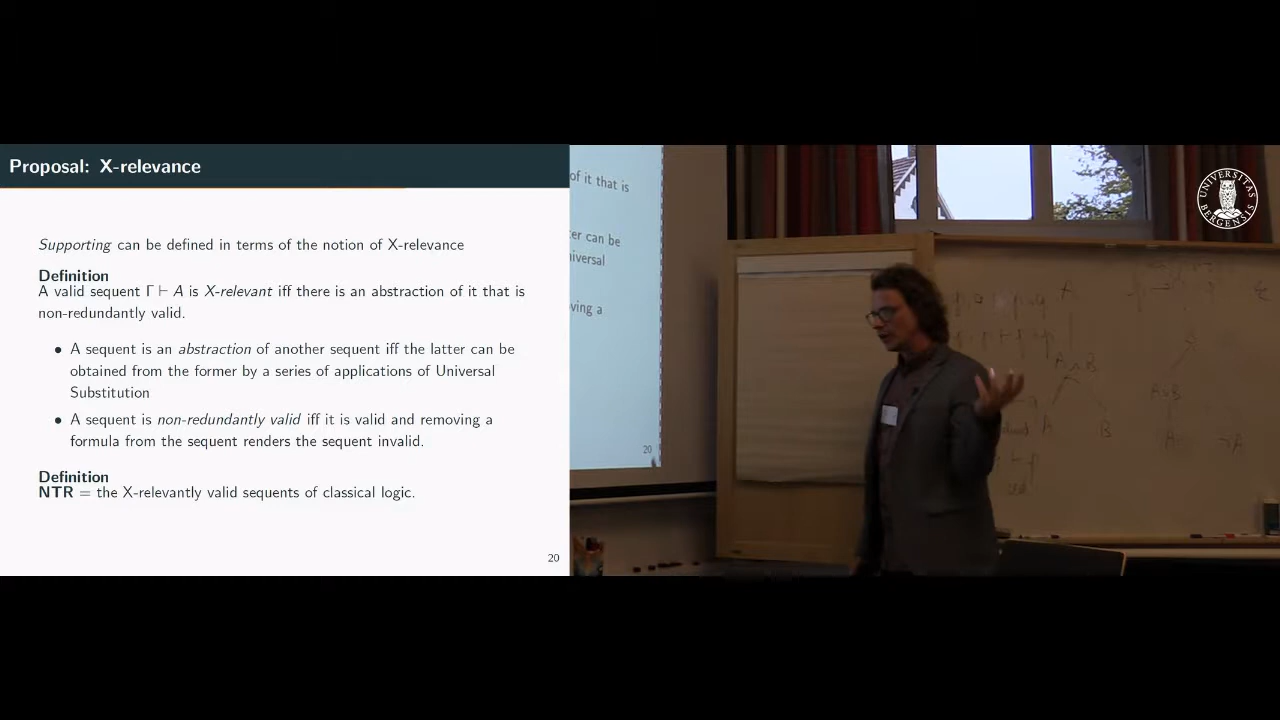 Proposal: X-relevance
Supporting can be defined in terms of the notion of X-relevance
Definition
A valid sequent Γ ⊢ A is X-relevant iff there is an abstraction of it that is
non-redundantly valid.
• A sequent is an abstraction of another sequent iff the latter can be
obtained from the former by a series of applications of Universal
Substitution
• A sequent is non-redundantly valid iff it is valid and removing a
formula from the sequent renders the sequent invalid.
Definition
NTR = the X-relevantly valid sequents of classical logic.
20
of it that is
ter can be
iversal
ving a
20
UNIVERSITAS
BERGENSIS
A
A ∧ B
A
B